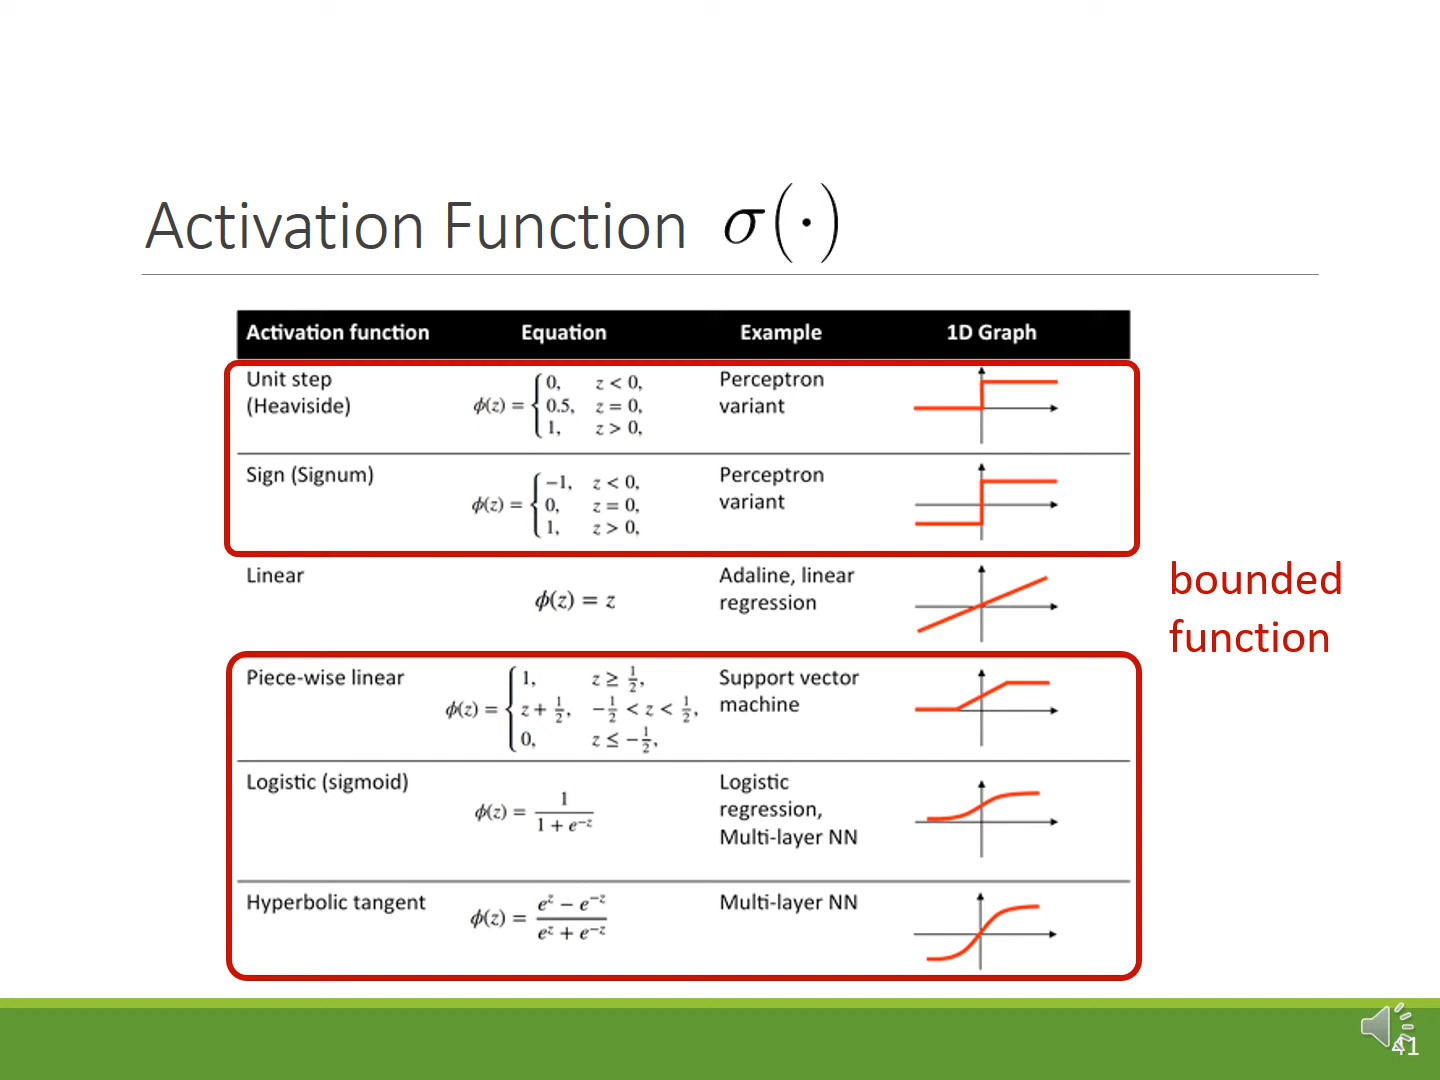 Activation Function σ(·)
Activation function Equation Example 1D Graph
Unit step (Heaviside) ϕ(z) = { 0, z < 0, 0.5, z = 0, 1, z > 0, Perceptron variant
Sign (Signum) ϕ(z) = { −1, z < 0, 0, z = 0, 1, z > 0, Perceptron variant
Linear ϕ(z) = z Adaline, linear regression
bounded
function
Piece-wise linear ϕ(z) = { 1, z ≥ 1/2, z + 1/2, −1/2 < z < 1/2, 0, z ≤ −1/2, Support vector machine
Logistic (sigmoid) ϕ(z) = 1/(1 + e^−z) Logistic regression, Multi-layer NN
Hyperbolic tangent ϕ(z) = (e^z − e^−z)/(e^z + e^−z) Multi-layer NN
41